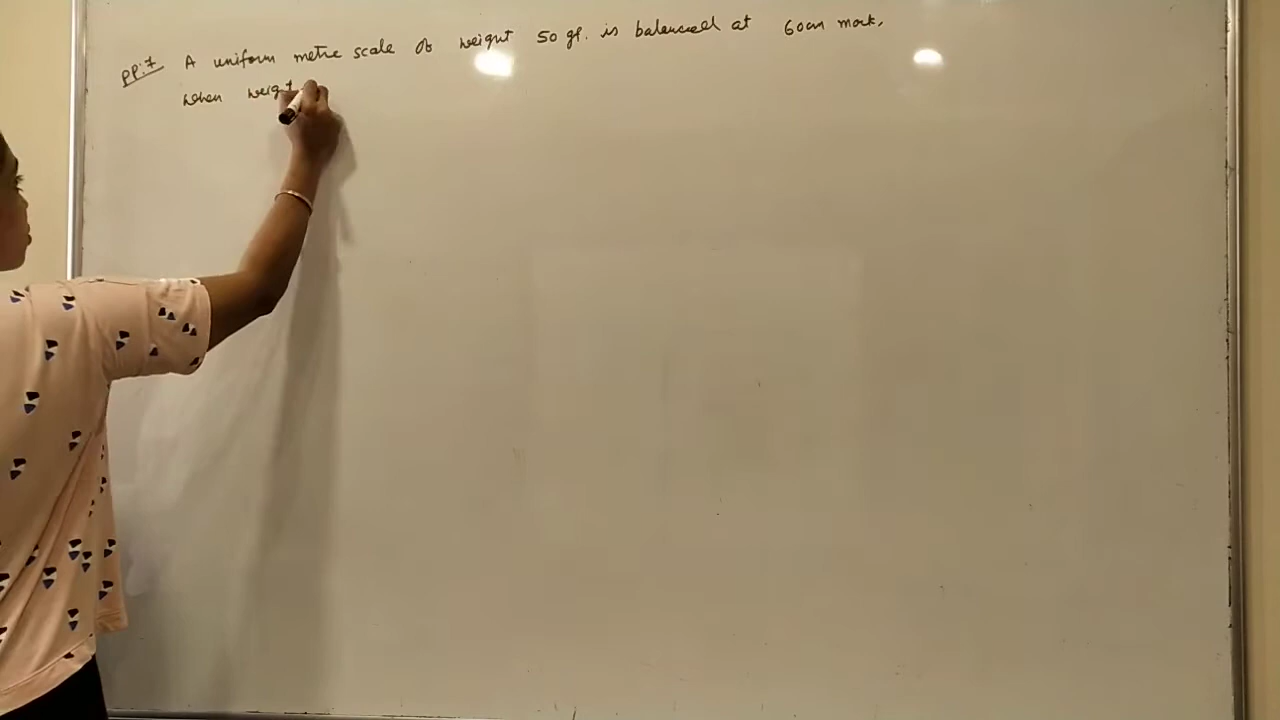 PP:7 A uniform metre scale of weight 50 gf. is balanced at 60cm mark,
when weight